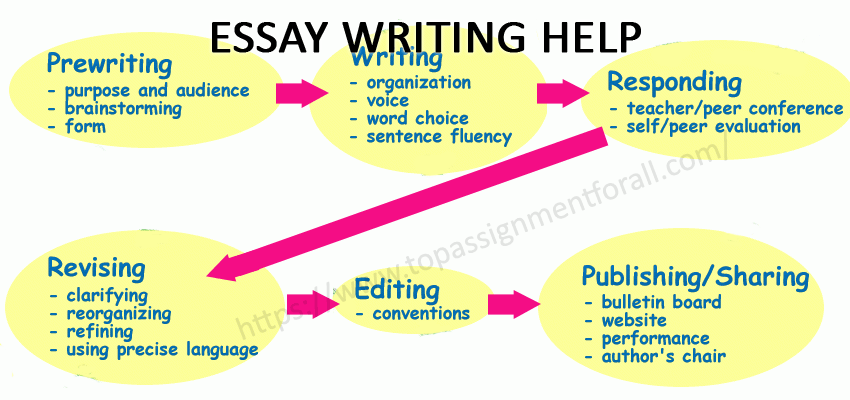 ESSAY WRITING HELP
Prewriting
- purpose and audience
- brainstorming
- form
Writing
- organization
- voice
- word choice
- sentence fluency
Responding
- teacher/peer conference
- self/peer evaluation
Revising
- clarifying
- reorganizing
- refining
- using precise language
Editing
- conventions
Publishing/Sharing
- bulletin board
- website
- performance
- author's chair
https://www.topassignmentforall.com/